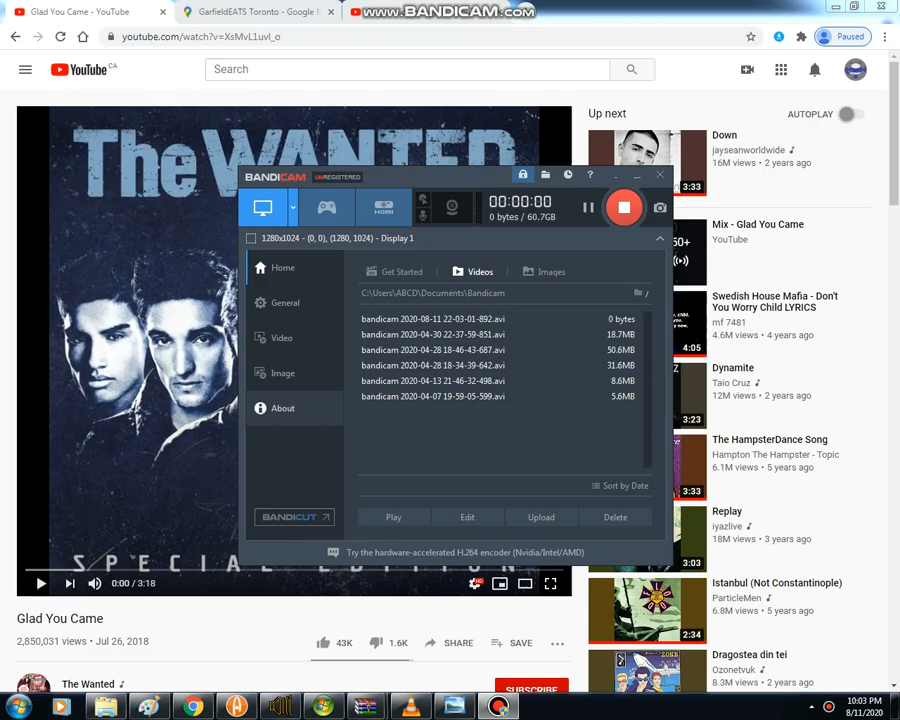 Glad You Came - YouTube
GarfieldEATS Toronto - Google M
www.BANDICAM.com
youtube.com/watch?v=XsMvL1uvI_o
Paused
YouTube CA
Search
Up next
AUTOPLAY
The WANTED
SPECIAL EDITION
BANDICAM UNREGISTERED
HDMI
00:00:00
0 bytes / 60.7GB
1280x1024 - (0, 0), (1280, 1024) - Display 1
Home
General
Video
Image
About
BANDICUT
Get Started
Videos
Images
C:\Users\ABCD\Documents\Bandicam
bandicam 2020-08-11 22-03-01-892.avi 0 bytes
bandicam 2020-04-30 22-37-59-851.avi 18.7MB
bandicam 2020-04-28 18-46-43-687.avi 50.6MB
bandicam 2020-04-28 18-34-39-642.avi 31.6MB
bandicam 2020-04-13 21-46-32-498.avi 8.6MB
bandicam 2020-04-07 19-59-05-599.avi 5.6MB
Sort by Date
Play
Edit
Upload
Delete
Try the hardware-accelerated H.264 encoder (Nvidia/Intel/AMD)
0:00 / 3:18
HD
Glad You Came
2,850,031 views • Jul 26, 2018
43K
1.6K
SHARE
SAVE
The Wanted
SUBSCRIBE
Down
jayseanworldwide
16M views • 2 years ago
3:33
Mix - Glad You Came
YouTube
50+
Swedish House Mafia - Don't
You Worry Child LYRICS
mf 7481
4.6M views • 4 years ago
4:05
Dynamite
Taio Cruz
12M views • 2 years ago
3:23
The HampsterDance Song
Hampton The Hampster - Topic
6.1M views • 5 years ago
3:33
Replay
iyazlive
18M views • 3 years ago
3:03
Istanbul (Not Constantinople)
ParticleMen
6.8M views • 5 years ago
2:34
Dragostea din tei
Ozonetvuk
8.3M views • 2 years ago
10:03 PM
8/11/2020